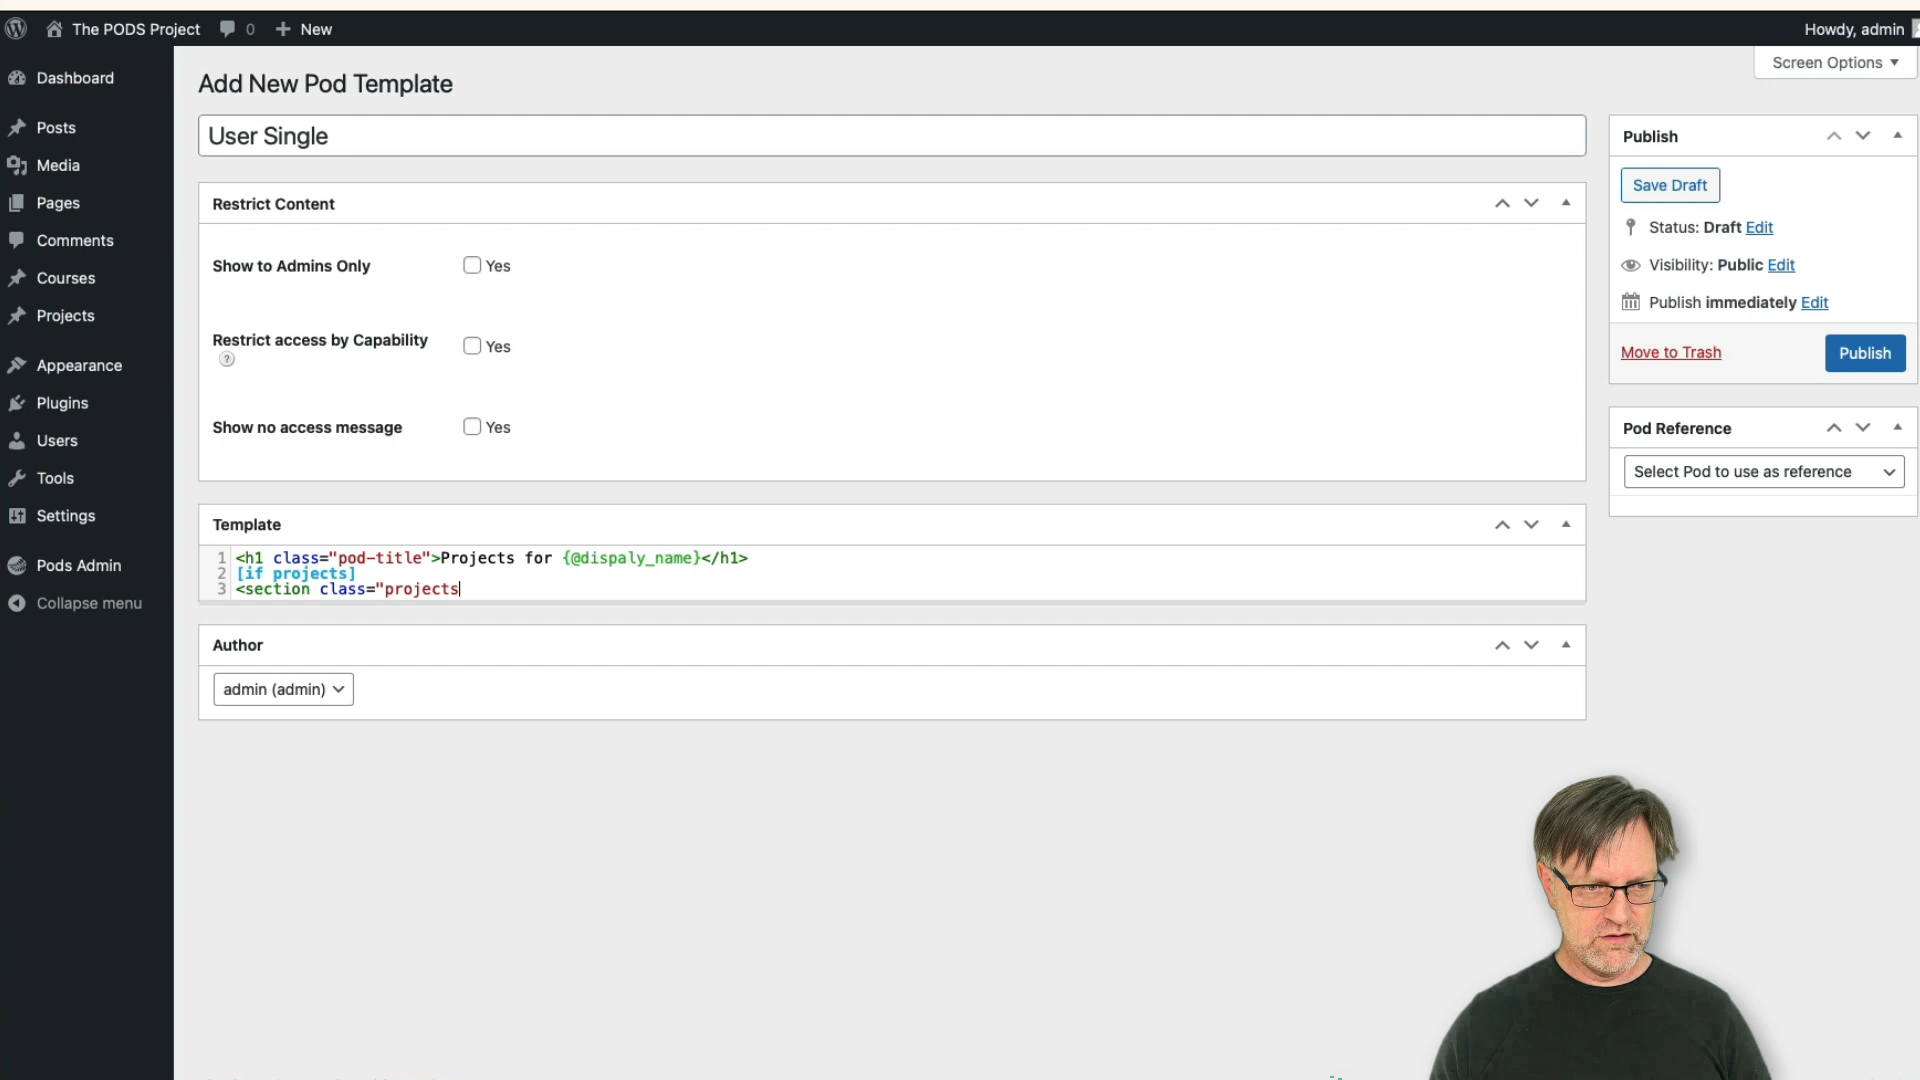 The PODS Project 0 New Howdy, admin
Screen Options
Dashboard
Posts
Media
Pages
Comments
Courses
Projects
Appearance
Plugins
Users
Tools
Settings
Pods Admin
Collapse menu
Add New Pod Template
User Single
Restrict Content
Show to Admins Only Yes
Restrict access by Capability Yes
?
Show no access message Yes
Template
1 <h1 class="pod-title">Projects for {@dispaly_name}</h1>
2 [if projects]
3 <section class="projects
Author
admin (admin)
Publish
Save Draft
Status: Draft Edit
Visibility: Public Edit
Publish immediately Edit
Move to Trash Publish
Pod Reference
Select Pod to use as reference